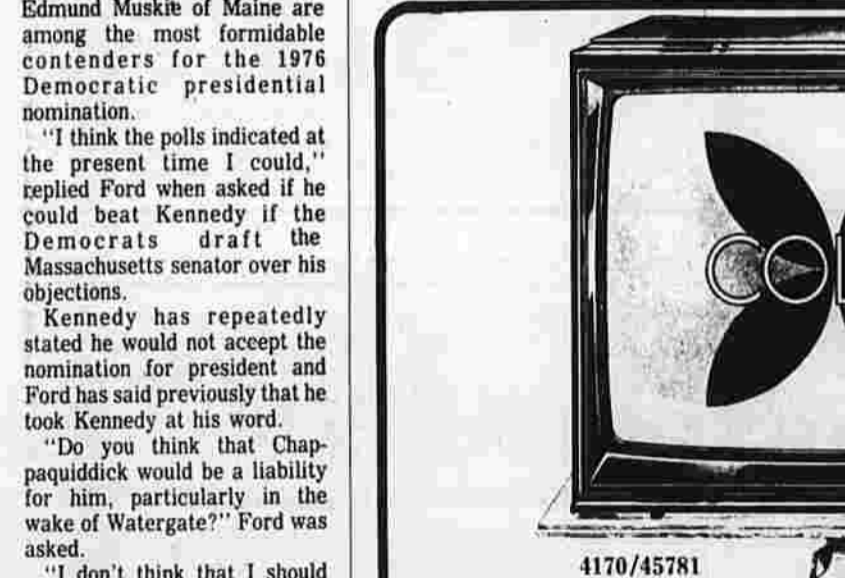 Edmund Muskie of Maine are
among the most formidable
contenders for the 1976
Democratic presidential
nomination.
"I think the polls indicated at
the present time I could,"
replied Ford when asked if he
could beat Kennedy if the
Democrats draft the
Massachusetts senator over his
objections.
Kennedy has repeatedly
stated he would not accept the
nomination for president and
Ford has said previously that he
took Kennedy at his word.
"Do you think that Chap-
paquiddick would be a liability
for him, particularly in the
wake of Watergate?" Ford was
asked.
"I don't think that I should
4170/45781